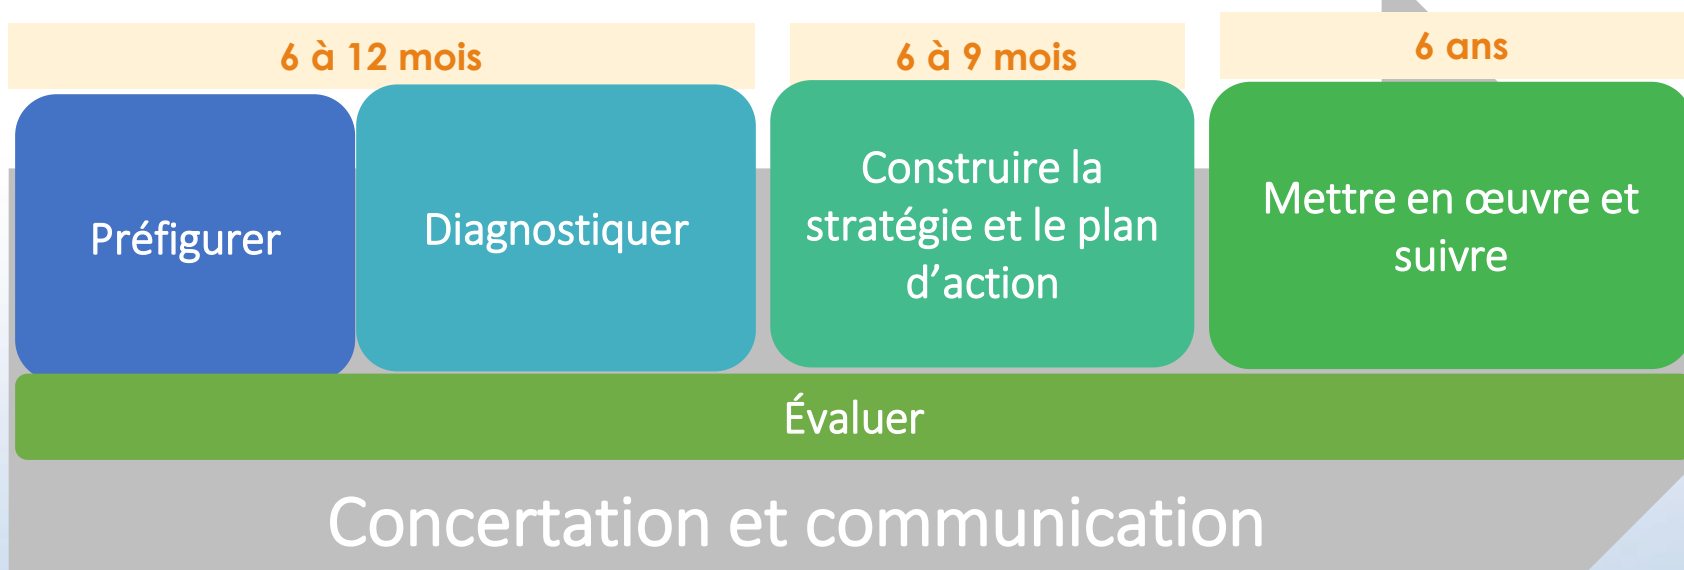 6 à 12 mois
6 à 9 mois
6 ans
Préfigurer
Diagnostiquer
Construire la
stratégie et le plan
d’action
Mettre en œuvre et
suivre
Évaluer
Concertation et communication